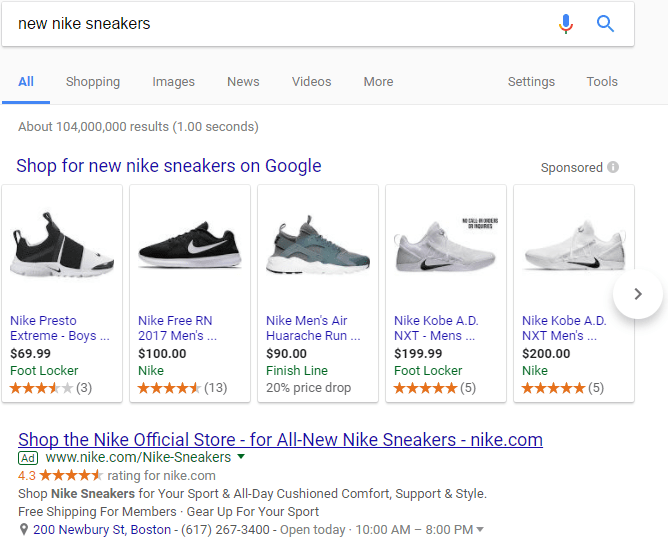 new nike sneakers
All Shopping Images News Videos More Settings Tools
About 104,000,000 results (1.00 seconds)
Shop for new nike sneakers on Google Sponsored
NO CALL-IN ORDERS
OR INQUIRIES
Nike Presto
Extreme - Boys ...
$69.99
Foot Locker
(3)
Nike Free RN
2017 Men's ...
$100.00
Nike
(13)
Nike Men's Air
Huarache Run ...
$90.00
Finish Line
20% price drop
Nike Kobe A.D.
NXT - Mens ...
$199.99
Foot Locker
(5)
Nike Kobe A.D.
NXT Men's ...
$200.00
Nike
(5)
Shop the Nike Official Store - for All-New Nike Sneakers - nike.com
Ad www.nike.com/Nike-Sneakers
4.3 rating for nike.com
Shop Nike Sneakers for Your Sport & All-Day Cushioned Comfort, Support & Style.
Free Shipping For Members · Gear Up For Your Sport
200 Newbury St, Boston - (617) 267-3400 - Open today · 10:00 AM – 8:00 PM